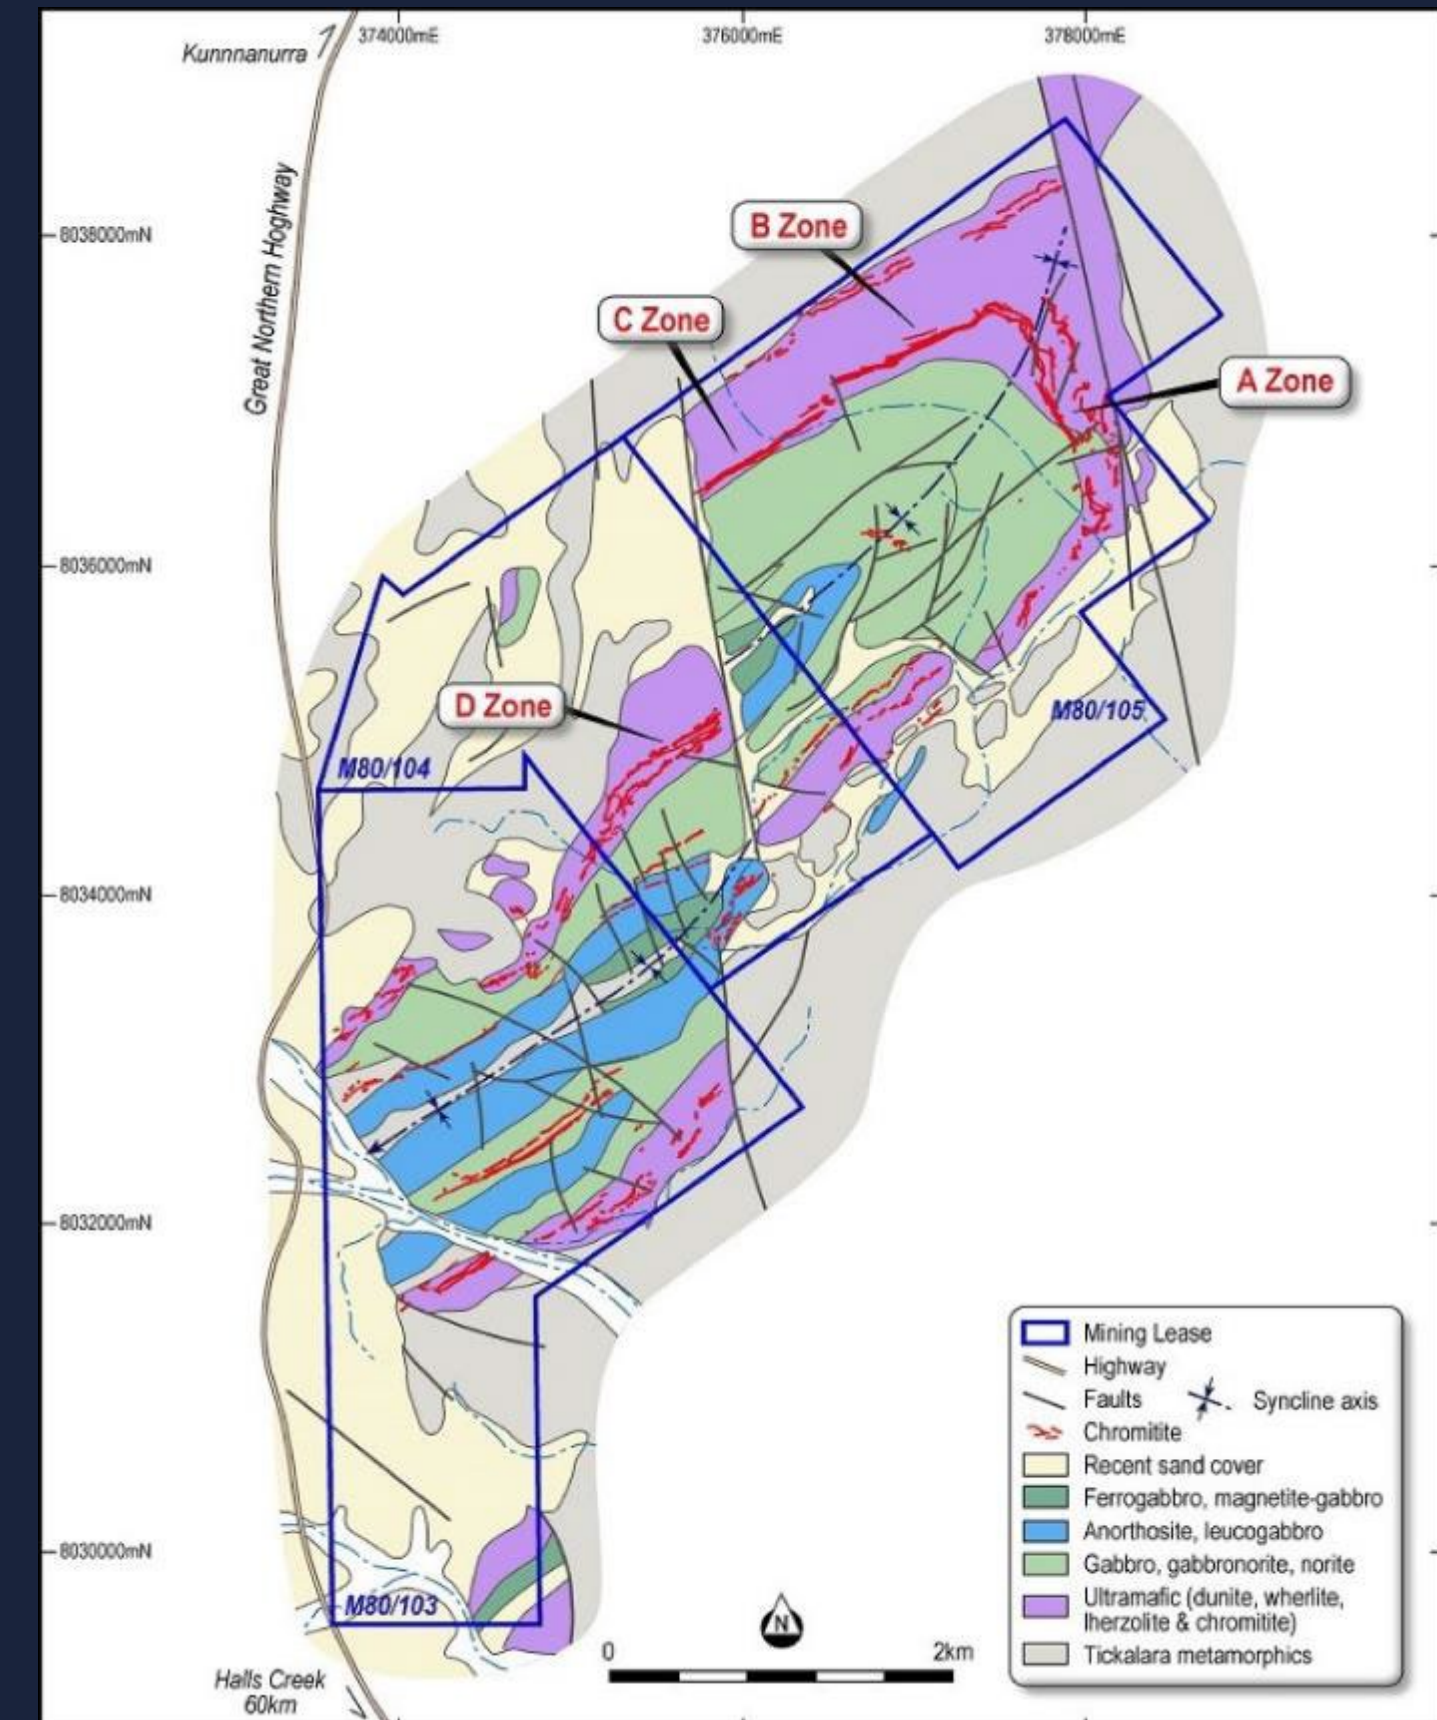 374000mE
376000mE
378000mE
Kunnnanurra
8038000mN
B Zone
Great Northern Hoghway
C Zone
A Zone
8036000mN
D Zone
M80/105
M80/104
8034000mN
8032000mN
Mining Lease
Highway
Faults
Syncline axis
Chromitite
Recent sand cover
Ferrogabbro, magnetite-gabbro
8030000mN
Anorthosite, leucogabbro
Gabbro, gabbronorite, norite
M80/103
Ultramafic (dunite, wherlite,
lherzolite & chromitite)
N
0
2km
Tickalara metamorphics
Halls Creek
60km